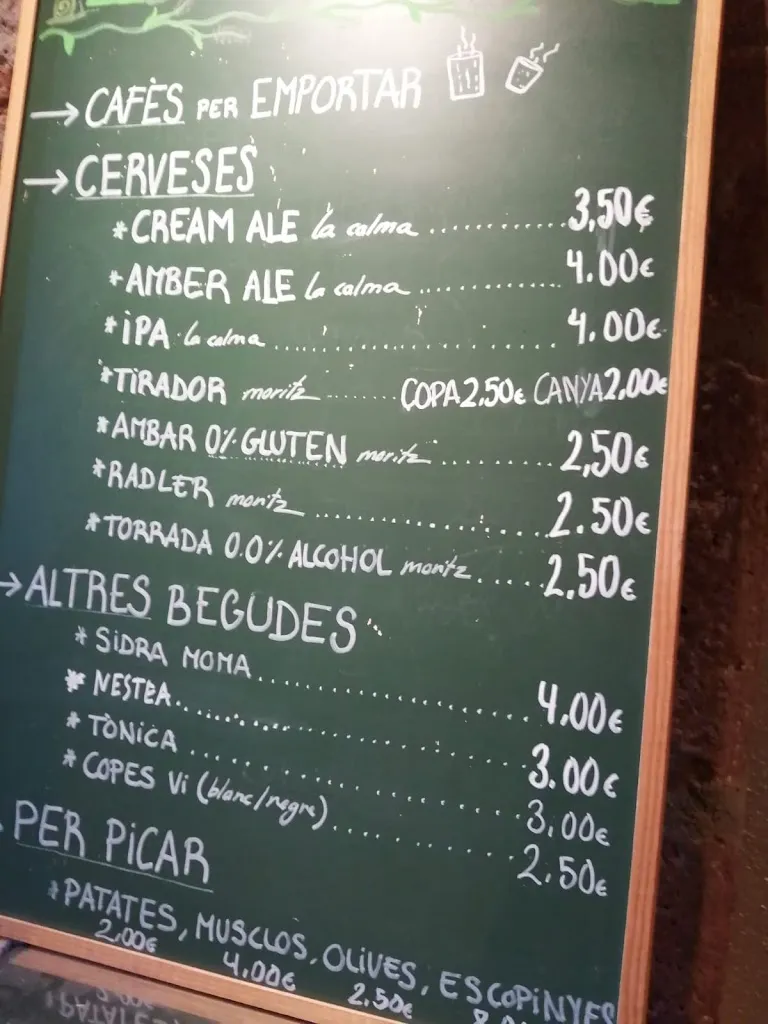 → CAFÈS PER EMPORTAR
→ CERVESES
* CREAM ALE la calma .............. 3,50€
* AMBER ALE la calma .............. 4.00€
* iPA la calma .............. 4.00€
* TiRADOR moritz ........ COPA 2,50€ CANYA 2,00€
* AMBAR 0% GLUTEN moritz .......... 2,50€
* RADLER moritz .............. 2.50€
* TORRADA 0.0% ALCOHOL moritz ..... 2,50€
→ ALTRES BEGUDES
* SiDRA MOMA .............. 4,00€
* NESTEA .............. 3.00€
* TÒNiCA .............. 3,00€
* COPES Vi (blanc/negre) .............. 2.50€
PER PiCAR
* PATATES, MUSCLOS, OLiVES, ESCOPiNYES
2.00€ 4.00€ 2.50€